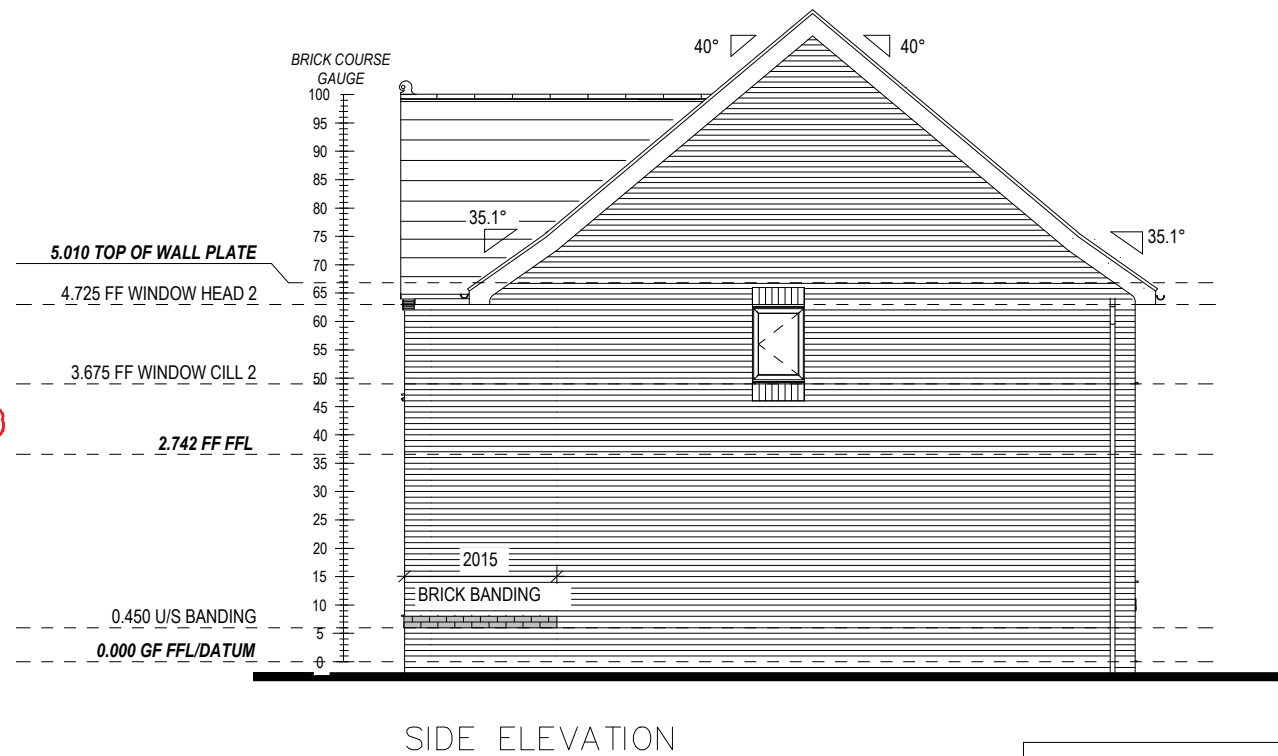 40°
40°
BRICK COURSE
GAUGE
100
95
90
85
80
75
70
65
60
55
50
45
40
35
30
25
20
15
10
5
0
35.1°
35.1°
5.010 TOP OF WALL PLATE
4.725 FF WINDOW HEAD 2
3.675 FF WINDOW CILL 2
2.742 FF FFL
2015
BRICK BANDING
0.450 U/S BANDING
0.000 GF FFL/DATUM
SIDE ELEVATION